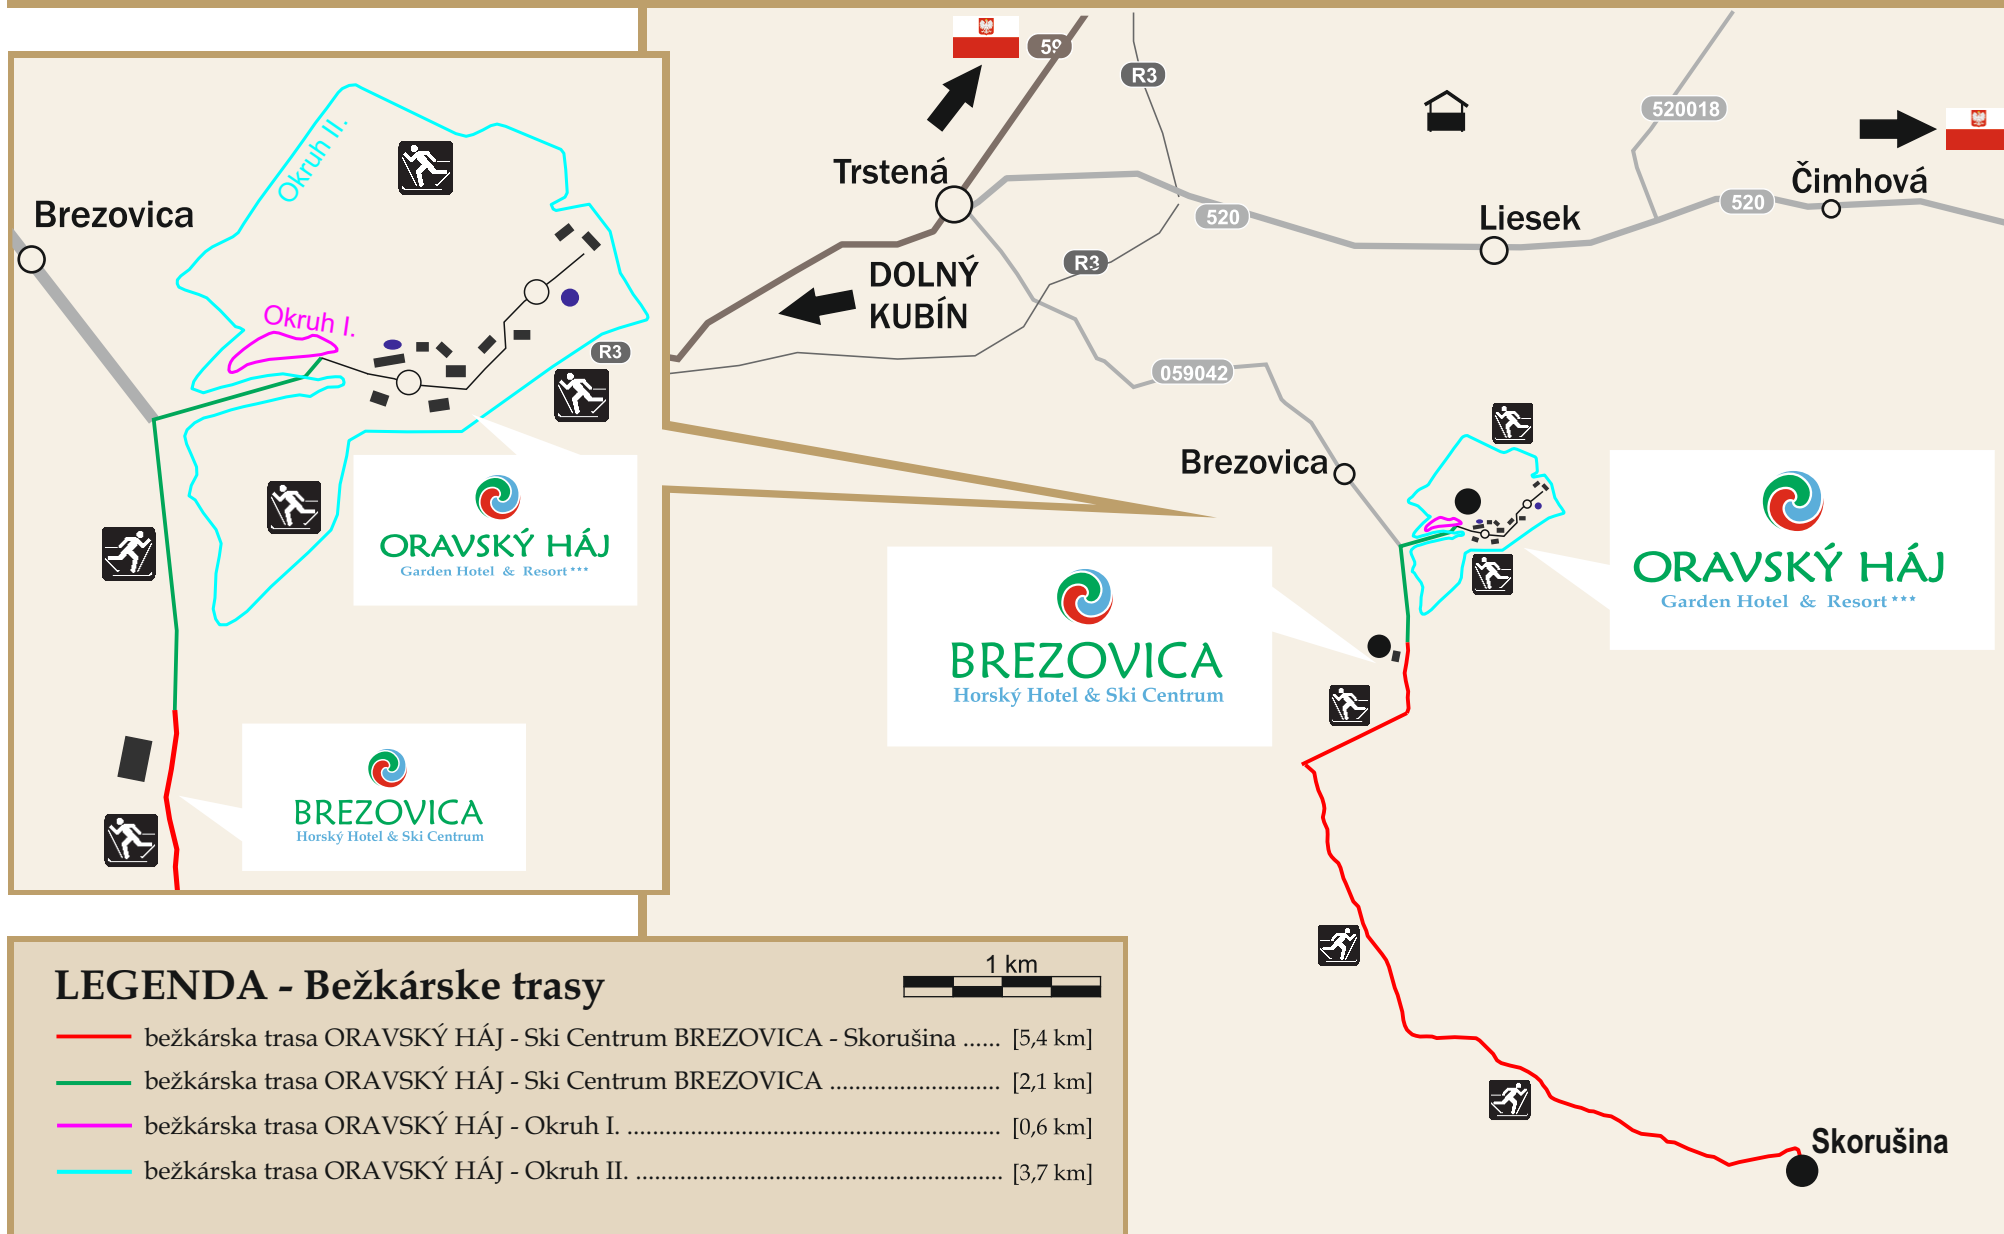 59
R3
520018
Trstená
Čimhová
520
520
Liesek
R3
DOLNÝ
KUBÍN
059042
Brezovica
ORAVSKÝ HÁJ
Garden Hotel & Resort ***
BREZOVICA
Horský Hotel & Ski Centrum
Skorušina
Okruh II.
Brezovica
Okruh I.
R3
ORAVSKÝ HÁJ
Garden Hotel & Resort ***
BREZOVICA
Horský Hotel & Ski Centrum
LEGENDA - Bežkárske trasy
1 km
bežkárska trasa ORAVSKÝ HÁJ - Ski Centrum BREZOVICA - Skorušina ...... [5,4 km]
bežkárska trasa ORAVSKÝ HÁJ - Ski Centrum BREZOVICA ........................... [2,1 km]
bežkárska trasa ORAVSKÝ HÁJ - Okruh I. ........................................................... [0,6 km]
bežkárska trasa ORAVSKÝ HÁJ - Okruh II. .......................................................... [3,7 km]